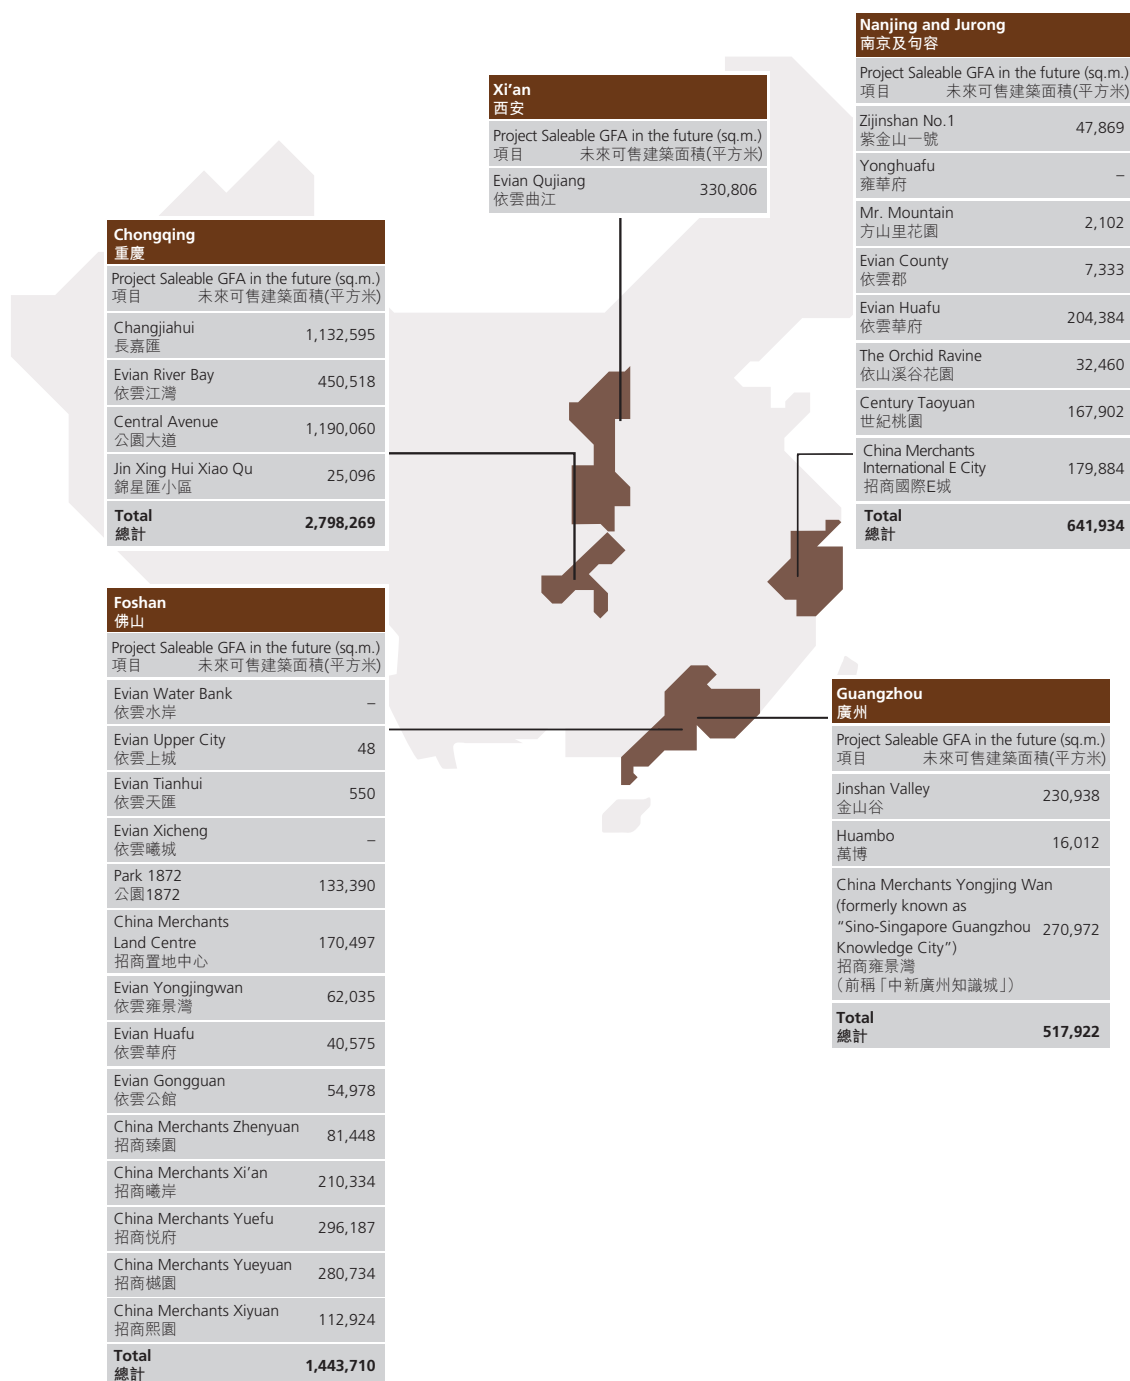 Nanjing and Jurong
南京及句容
Project Saleable GFA in the future (sq.m.)
項目 未來可售建築面積(平方米)
Zijinshan No.1
紫金山一號
47,869
Yonghuafu
雍華府
–
Mr. Mountain
方山里花園
2,102
Evian County
依雲郡
7,333
Evian Huafu
依雲華府
204,384
The Orchid Ravine
依山溪谷花園
32,460
Century Taoyuan
世紀桃園
167,902
China Merchants
International E City
招商國際E城
179,884
Total
總計
641,934
Xi’an
西安
Project Saleable GFA in the future (sq.m.)
項目 未來可售建築面積(平方米)
Evian Qujiang
依雲曲江
330,806
Chongqing
重慶
Project Saleable GFA in the future (sq.m.)
項目 未來可售建築面積(平方米)
Changjiahui
長嘉匯
1,132,595
Evian River Bay
依雲江灣
450,518
Central Avenue
公園大道
1,190,060
Jin Xing Hui Xiao Qu
錦星匯小區
25,096
Total
總計
2,798,269
Foshan
佛山
Project Saleable GFA in the future (sq.m.)
項目 未來可售建築面積(平方米)
Evian Water Bank
依雲水岸
–
Evian Upper City
依雲上城
48
Evian Tianhui
依雲天匯
550
Evian Xicheng
依雲曦城
–
Park 1872
公園1872
133,390
China Merchants
Land Centre
招商置地中心
170,497
Evian Yongjingwan
依雲雍景灣
62,035
Evian Huafu
依雲華府
40,575
Evian Gongguan
依雲公館
54,978
China Merchants Zhenyuan
招商臻園
81,448
China Merchants Xi’an
招商曦岸
210,334
China Merchants Yuefu
招商悦府
296,187
China Merchants Yueyuan
招商樾園
280,734
China Merchants Xiyuan
招商熙園
112,924
Total
總計
1,443,710
Guangzhou
廣州
Project Saleable GFA in the future (sq.m.)
項目 未來可售建築面積(平方米)
Jinshan Valley
金山谷
230,938
Huambo
萬博
16,012
China Merchants Yongjing Wan
(formerly known as
“Sino-Singapore Guangzhou
Knowledge City”)
招商雍景灣
（前稱「中新廣州知識城」）
270,972
Total
總計
517,922